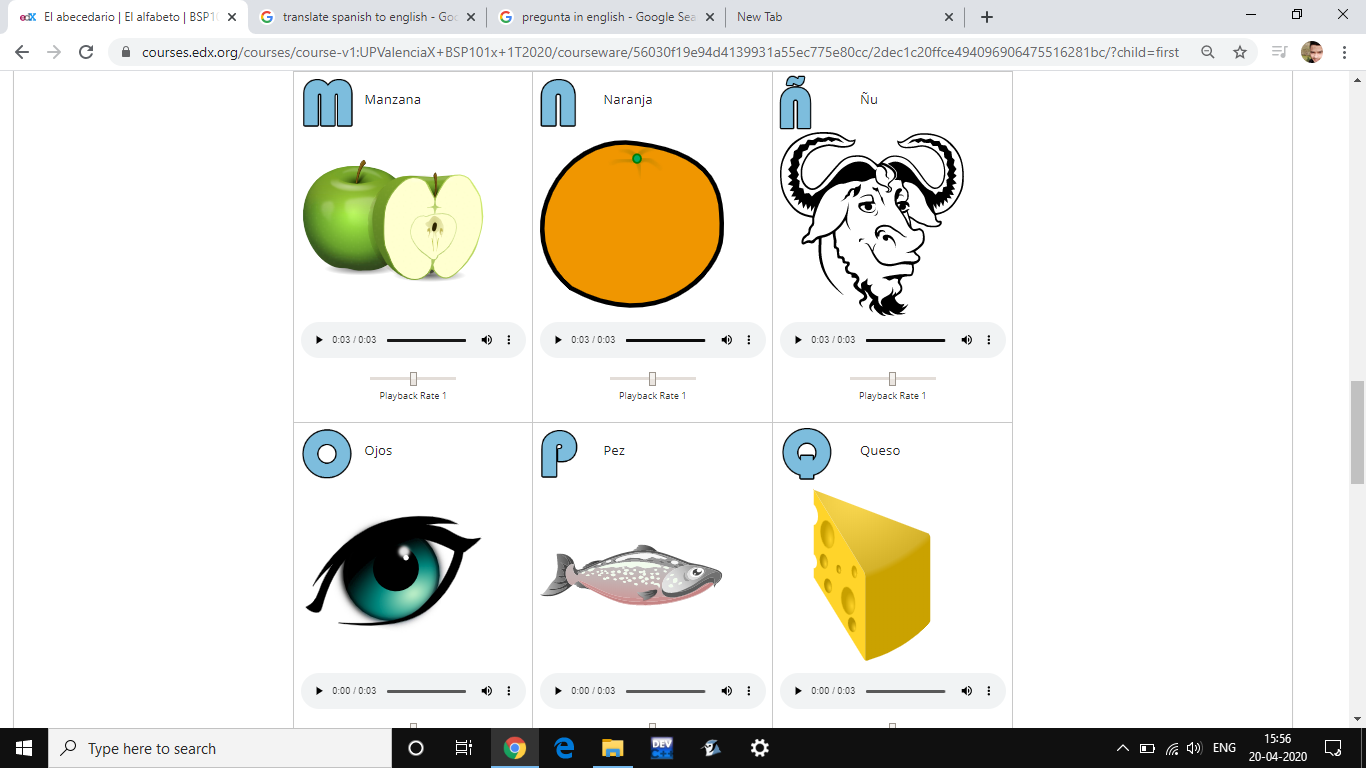 edX El abecedario | El alfabeto | BSP10
translate spanish to english - Goo
pregunta in english - Google Sea
New Tab
courses.edx.org/courses/course-v1:UPValenciaX+BSP101x+1T2020/courseware/56030f19e94d4139931a55ec775e80cc/2dec1c20ffce494096906475516281bc/?child=first
m Manzana
n Naranja
ñ Ñu
0:03 / 0:03
0:03 / 0:03
0:03 / 0:03
Playback Rate 1
Playback Rate 1
Playback Rate 1
O Ojos
P Pez
Q Queso
0:00 / 0:03
0:00 / 0:03
0:00 / 0:03
Type here to search
DEV
ENG
15:56
20-04-2020